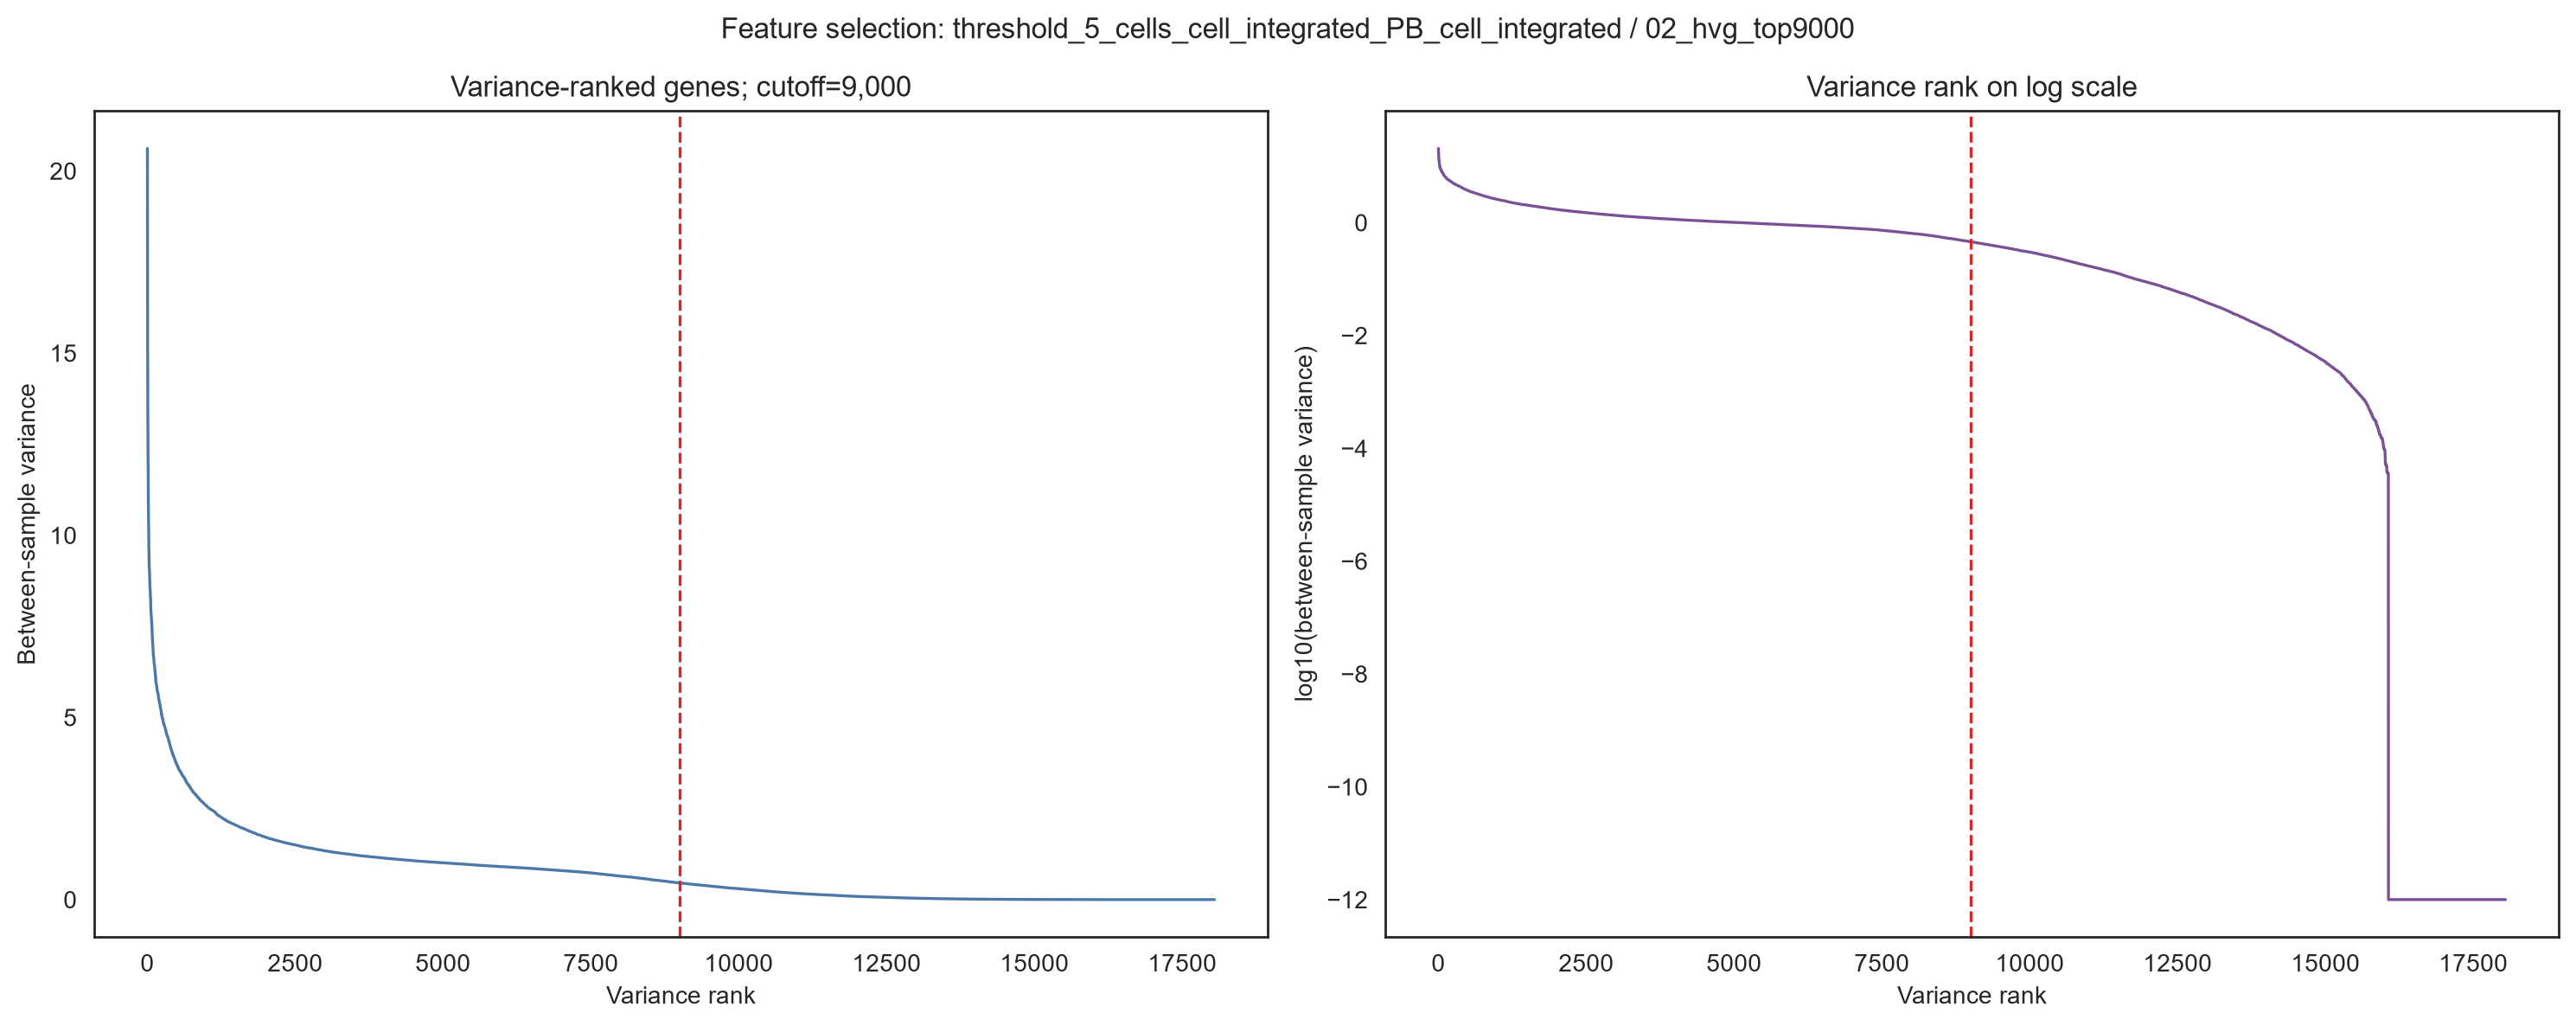 Feature selection: threshold_5_cells_cell_integrated_PB_cell_integrated / 02_hvg_top9000
Variance-ranked genes; cutoff=9,000
20
15
10
5
0
Between-sample variance
0 2500 5000 7500 10000 12500 15000 17500
Variance rank
Variance rank on log scale
0
−2
−4
−6
−8
−10
−12
log10(between-sample variance)
0 2500 5000 7500 10000 12500 15000 17500
Variance rank